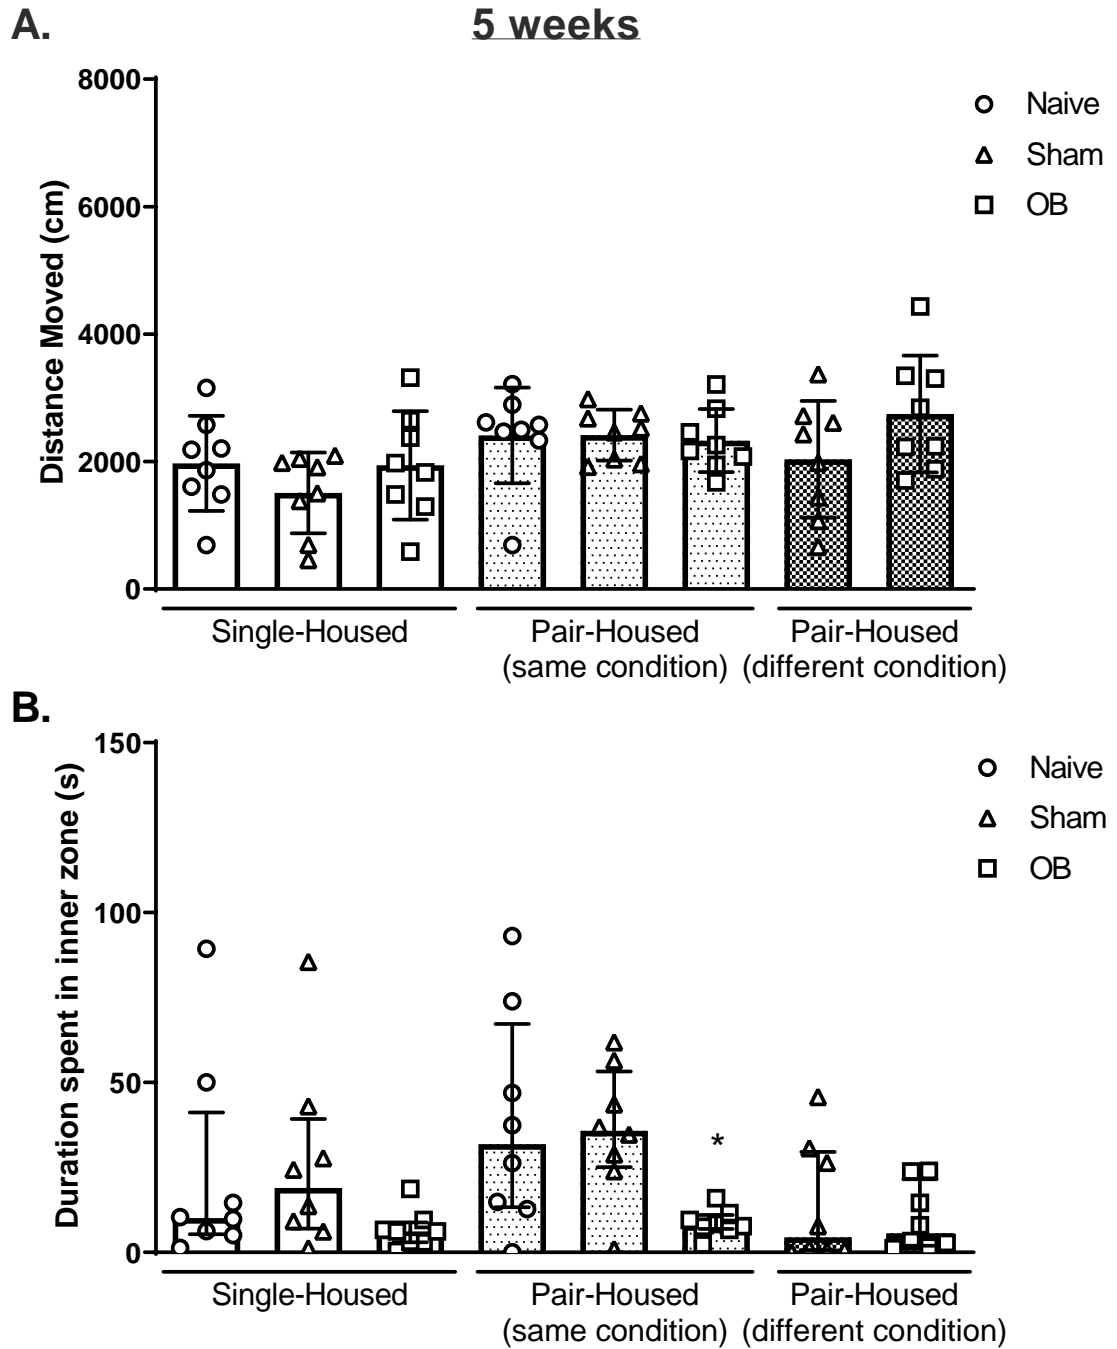 A.
5 weeks
8000
6000
4000
2000
0
Distance Moved (cm)
Naive
Sham
OB
Single-Housed
Pair-Housed
(same condition)
Pair-Housed
(different condition)
B.
150
100
50
0
Duration spent in inner zone (s)
Naive
Sham
OB
*
Single-Housed
Pair-Housed
(same condition)
Pair-Housed
(different condition)